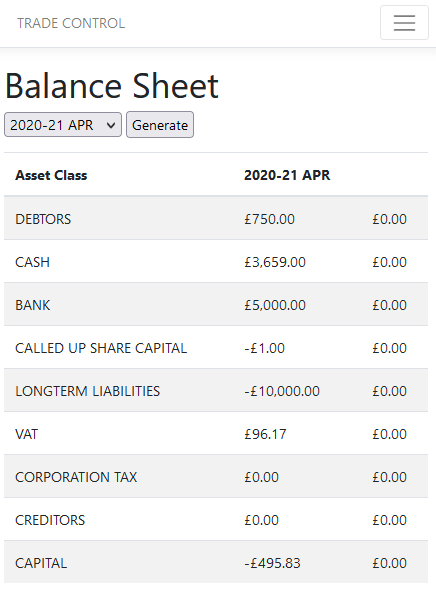 TRADE CONTROL
Balance Sheet
2020-21 APR Generate
Asset Class 2020-21 APR
DEBTORS £750.00 £0.00
CASH £3,659.00 £0.00
BANK £5,000.00 £0.00
CALLED UP SHARE CAPITAL -£1.00 £0.00
LONGTERM LIABILITIES -£10,000.00 £0.00
VAT £96.17 £0.00
CORPORATION TAX £0.00 £0.00
CREDITORS £0.00 £0.00
CAPITAL -£495.83 £0.00